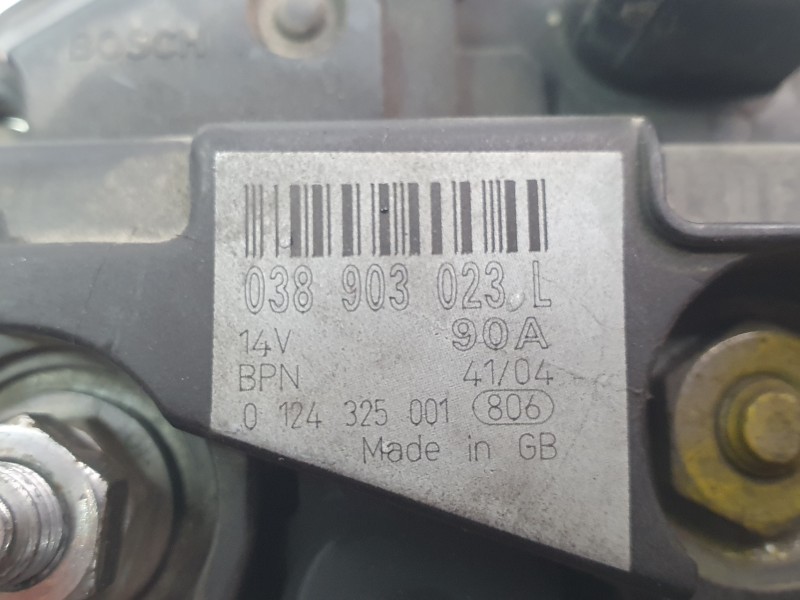 BOSCH
038 903 023 L
14V 90A
BPN 41/04
0 124 325 001 806
Made in GB